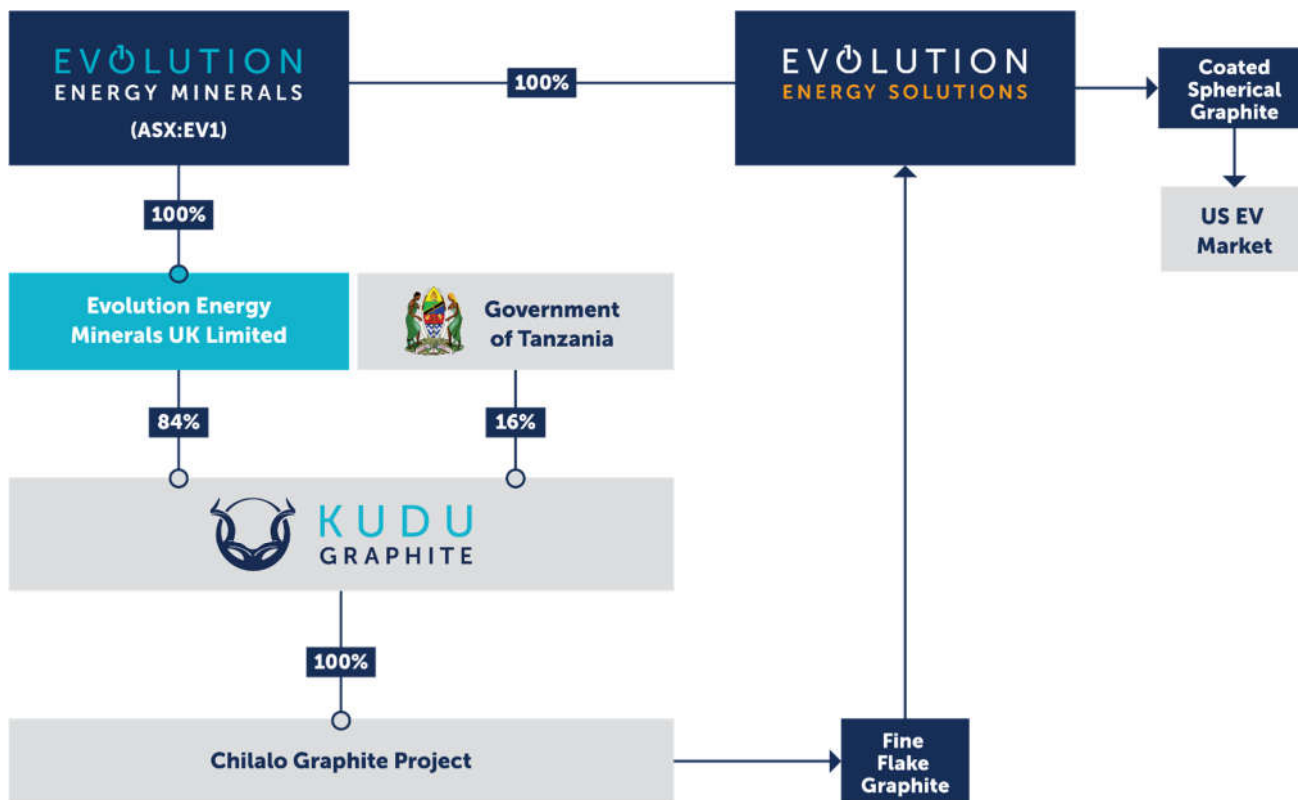 EVOLUTION
ENERGY MINERALS
(ASX:EV1)
100%
EVOLUTION
ENERGY SOLUTIONS
Coated
Spherical
Graphite
US EV
Market
100%
Evolution Energy
Minerals UK Limited
Government
of Tanzania
84%
16%
KUDU
GRAPHITE
100%
Chilalo Graphite Project
Fine
Flake
Graphite